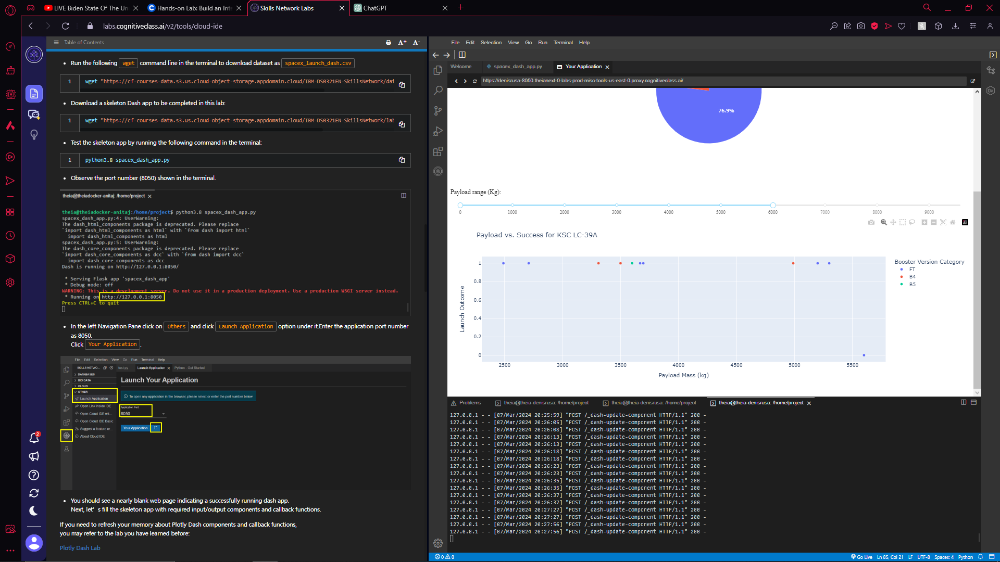 LIVE Biden State Of The Un
Hands-on Lab: Build an Inte
Skills Network Labs
ChatGPT
labs.cognitiveclass.ai/v2/tools/cloud-ide
Table of Contents
A+ A-
Run the following wget command line in the terminal to download dataset as spacex_launch_dash.csv
1 wget "https://cf-courses-data.s3.us.cloud-object-storage.appdomain.cloud/IBM-DS0321EN-SkillsNetwork/dat
Download a skeleton Dash app to be completed in this lab:
1 wget "https://cf-courses-data.s3.us.cloud-object-storage.appdomain.cloud/IBM-DS0321EN-SkillsNetwork/lab
Test the skeleton app by running the following command in the terminal:
1 python3.8 spacex_dash_app.py
Observe the port number (8050) shown in the terminal.
theia@theiadocker-anitaj: /home/project
theia@theiadocker-anitaj:/home/project$ python3.8 spacex_dash_app.py
spacex_dash_app.py:4: UserWarning:
The dash_html_components package is deprecated. Please replace
`import dash_html_components as html` with `from dash import html`
import dash_html_components as html
spacex_dash_app.py:5: UserWarning:
The dash_core_components package is deprecated. Please replace
`import dash_core_components as dcc` with `from dash import dcc`
import dash_core_components as dcc
Dash is running on http://127.0.0.1:8050/
* Serving Flask app 'spacex_dash_app'
* Debug mode: off
WARNING: This is a development server. Do not use it in a production deployment. Use a production WSGI server instead.
* Running on http://127.0.0.1:8050
Press CTRL+C to quit
In the left Navigation Pane click on Others and click Launch Application option under it.Enter the application port number
as 8050.
Click Your Application.
File Edit Selection View Go Run Terminal Help
SKILLS NETWO...
test.py
Launch Application
Python - Get Started
DATABASES
BIG DATA
CLOUD
OTHER
Launch Application
Open Link inside IDE
Open Cloud IDE wit...
Open Cloud IDE Basic
Suggest a feature or...
About Cloud IDE
Launch Your Application
To open any application in the browser, please select or enter the port number below
Application Port
8050
Your Application
You should see a nearly blank web page indicating a successfully running dash app.
Next, let's fill the skeleton app with required input/output components and callback functions.
If you need to refresh your memory about Plotly Dash components and callback functions,
you may refer to the lab you have learned before:
Plotly Dash Lab
2
File Edit Selection View Go Run Terminal Help
Welcome
spacex_dash_app.py
Your Application
https://denisrusa-8050.theianext-0-labs-prod-misc-tools-us-east-0.proxy.cognitiveclass.ai/
76.9%
Payload range (Kg):
0 1000 2000 3000 4000 5000 6000 7000 8000 9000
Payload vs. Success for KSC LC-39A
Booster Version Category
FT
B4
B5
1
0.8
0.6
0.4
0.2
0
Launch Outcome
2500 3000 3500 4000 4500 5000 5500
Payload Mass (kg)
Problems
theia@theia-denisrusa: /home/project
theia@theia-denisrusa: /home/project
theia@theia-denisrusa: /home/project
127.0.0.1 - - [07/Mar/2024 20:25:59] "POST /_dash-update-component HTTP/1.1" 200 -
127.0.0.1 - - [07/Mar/2024 20:26:05] "POST /_dash-update-component HTTP/1.1" 200 -
127.0.0.1 - - [07/Mar/2024 20:26:08] "POST /_dash-update-component HTTP/1.1" 200 -
127.0.0.1 - - [07/Mar/2024 20:26:13] "POST /_dash-update-component HTTP/1.1" 200 -
127.0.0.1 - - [07/Mar/2024 20:26:13] "POST /_dash-update-component HTTP/1.1" 200 -
127.0.0.1 - - [07/Mar/2024 20:26:18] "POST /_dash-update-component HTTP/1.1" 200 -
127.0.0.1 - - [07/Mar/2024 20:26:18] "POST /_dash-update-component HTTP/1.1" 200 -
127.0.0.1 - - [07/Mar/2024 20:26:23] "POST /_dash-update-component HTTP/1.1" 200 -
127.0.0.1 - - [07/Mar/2024 20:26:23] "POST /_dash-update-component HTTP/1.1" 200 -
127.0.0.1 - - [07/Mar/2024 20:26:35] "POST /_dash-update-component HTTP/1.1" 200 -
127.0.0.1 - - [07/Mar/2024 20:26:35] "POST /_dash-update-component HTTP/1.1" 200 -
127.0.0.1 - - [07/Mar/2024 20:26:37] "POST /_dash-update-component HTTP/1.1" 200 -
127.0.0.1 - - [07/Mar/2024 20:26:37] "POST /_dash-update-component HTTP/1.1" 200 -
127.0.0.1 - - [07/Mar/2024 20:27:27] "POST /_dash-update-component HTTP/1.1" 200 -
127.0.0.1 - - [07/Mar/2024 20:27:27] "POST /_dash-update-component HTTP/1.1" 200 -
127.0.0.1 - - [07/Mar/2024 20:27:56] "POST /_dash-update-component HTTP/1.1" 200 -
127.0.0.1 - - [07/Mar/2024 20:27:56] "POST /_dash-update-component HTTP/1.1" 200 -
0 0
Go Live Ln 85, Col 21 LF UTF-8 Spaces: 4 Python